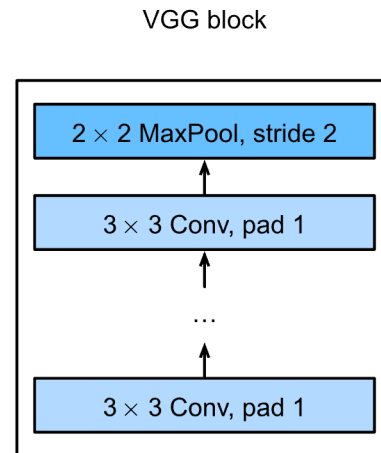 VGG block
2 × 2 MaxPool, stride 2
3 × 3 Conv, pad 1
...
3 × 3 Conv, pad 1